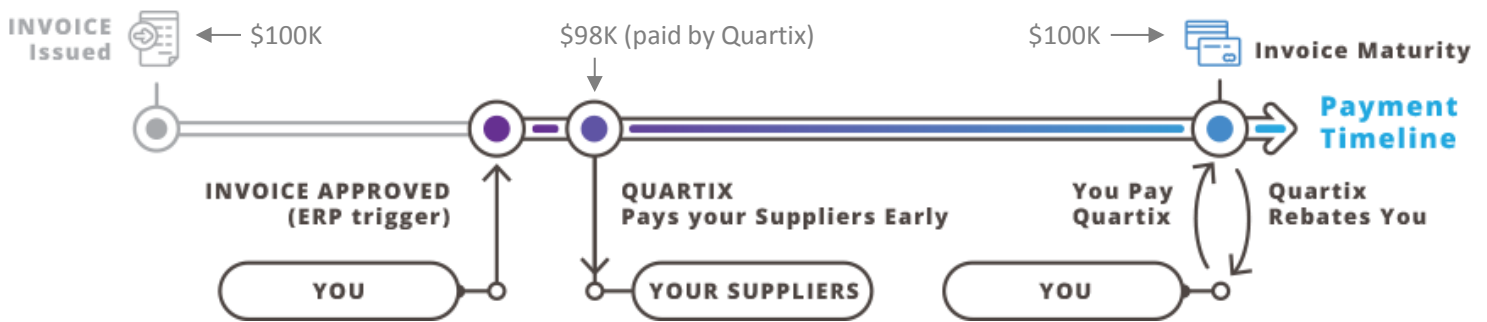 INVOICE
Issued
$100K
$98K (paid by Quartix)
$100K
Invoice Maturity
Payment
Timeline
INVOICE APPROVED
(ERP trigger)
QUARTIX
Pays your Suppliers Early
You Pay
Quartix
Quartix
Rebates You
YOU
YOUR SUPPLIERS
YOU